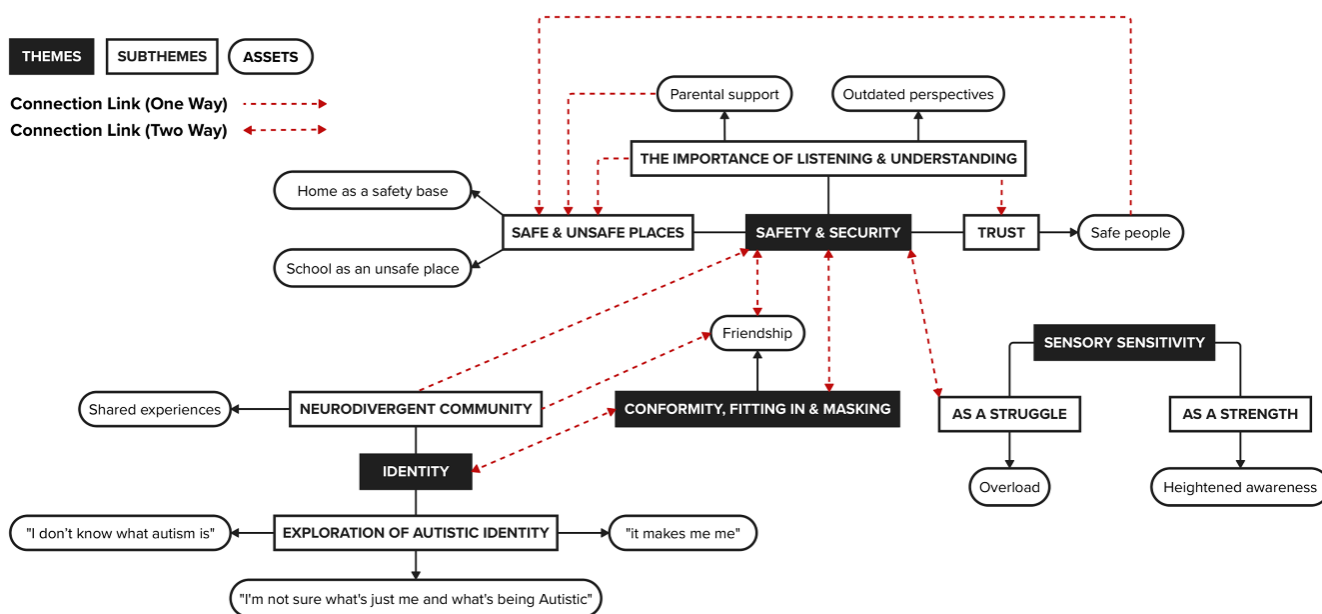 THEMES
SUBTHEMES
ASSETS
Connection Link (One Way)
Connection Link (Two Way)
Parental support
Outdated perspectives
THE IMPORTANCE OF LISTENING & UNDERSTANDING
Home as a safety base
SAFE & UNSAFE PLACES
SAFETY & SECURITY
TRUST
Safe people
School as an unsafe place
Friendship
SENSORY SENSITIVITY
Shared experiences
NEURODIVERGENT COMMUNITY
CONFORMITY, FITTING IN & MASKING
AS A STRUGGLE
AS A STRENGTH
IDENTITY
Overload
Heightened awareness
"I don't know what autism is"
EXPLORATION OF AUTISTIC IDENTITY
"it makes me me"
"I'm not sure what's just me and what's being Autistic"